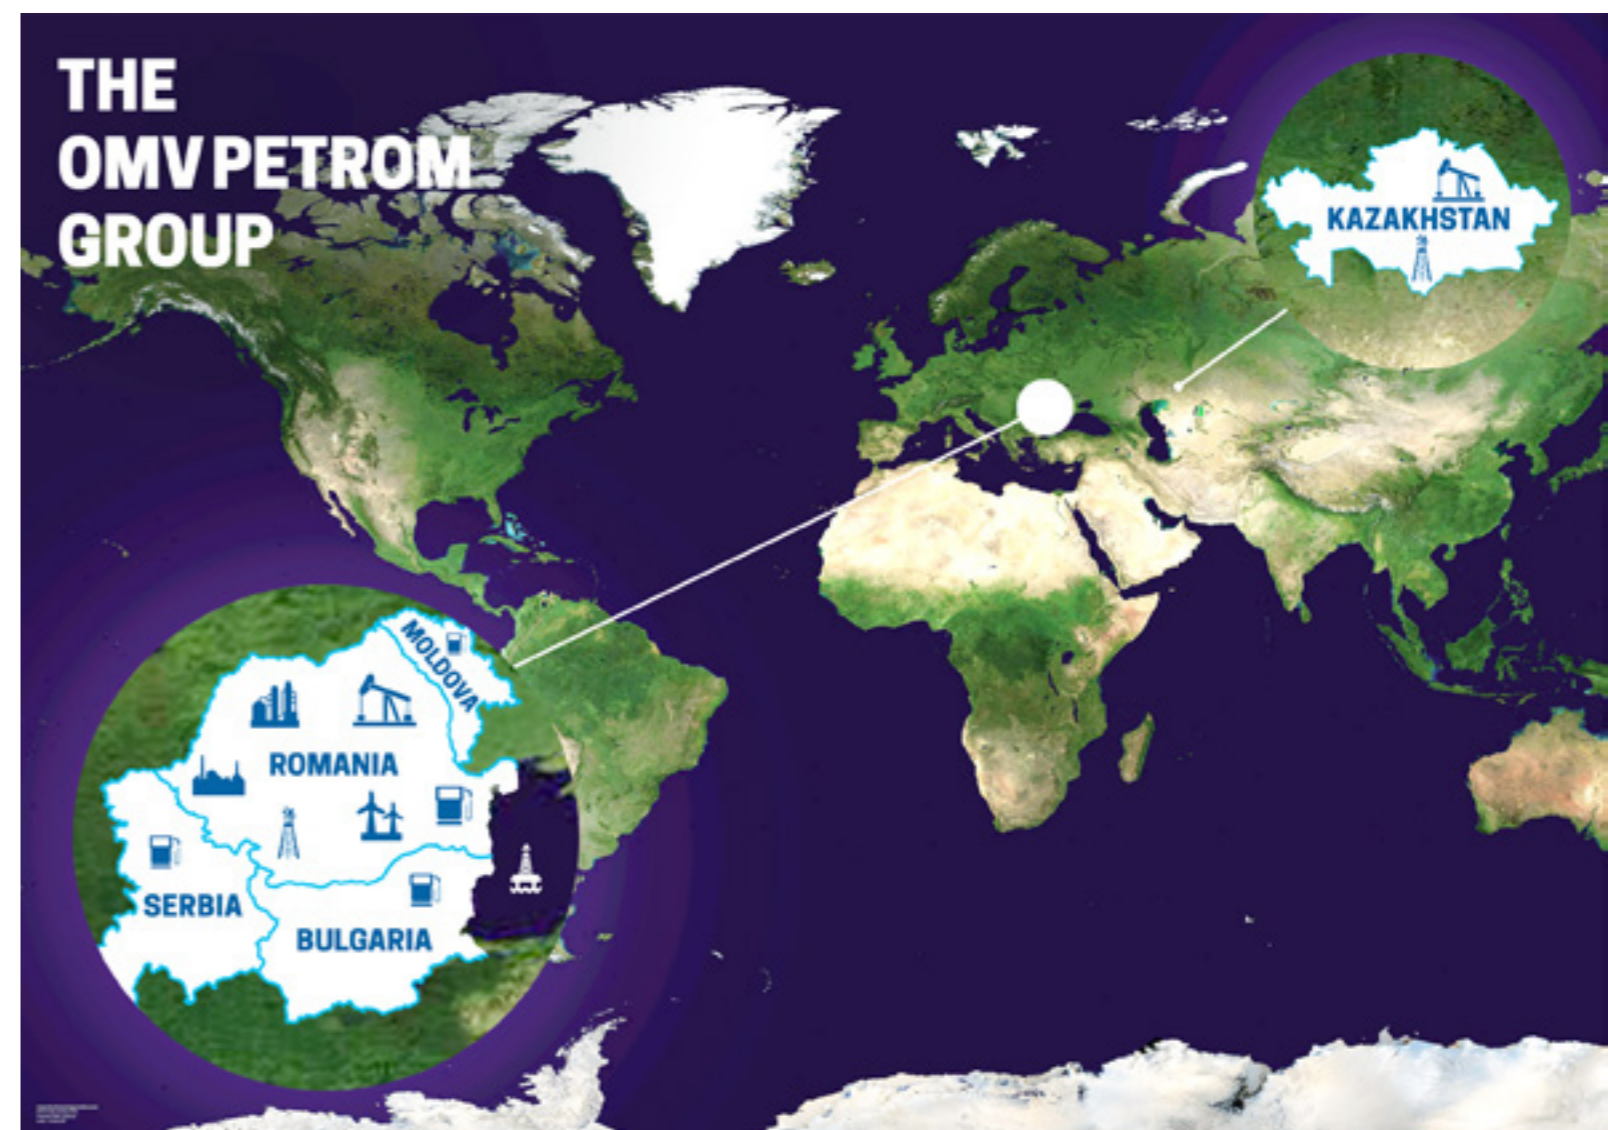 THE
OMV PETROM
GROUP
KAZAKHSTAN
MOLDOVA
ROMANIA
SERBIA
BULGARIA